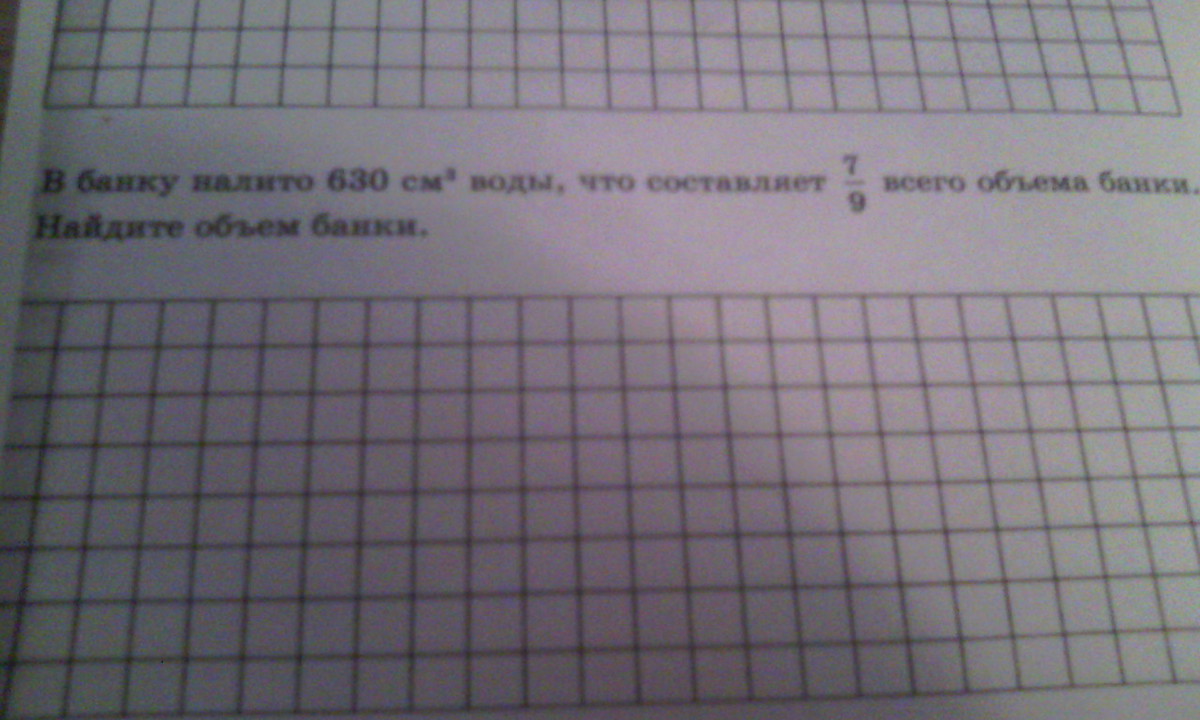 В банку налито 630 см³ воды, что составляет 7/9 всего объема банки.
Найдите объем банки.